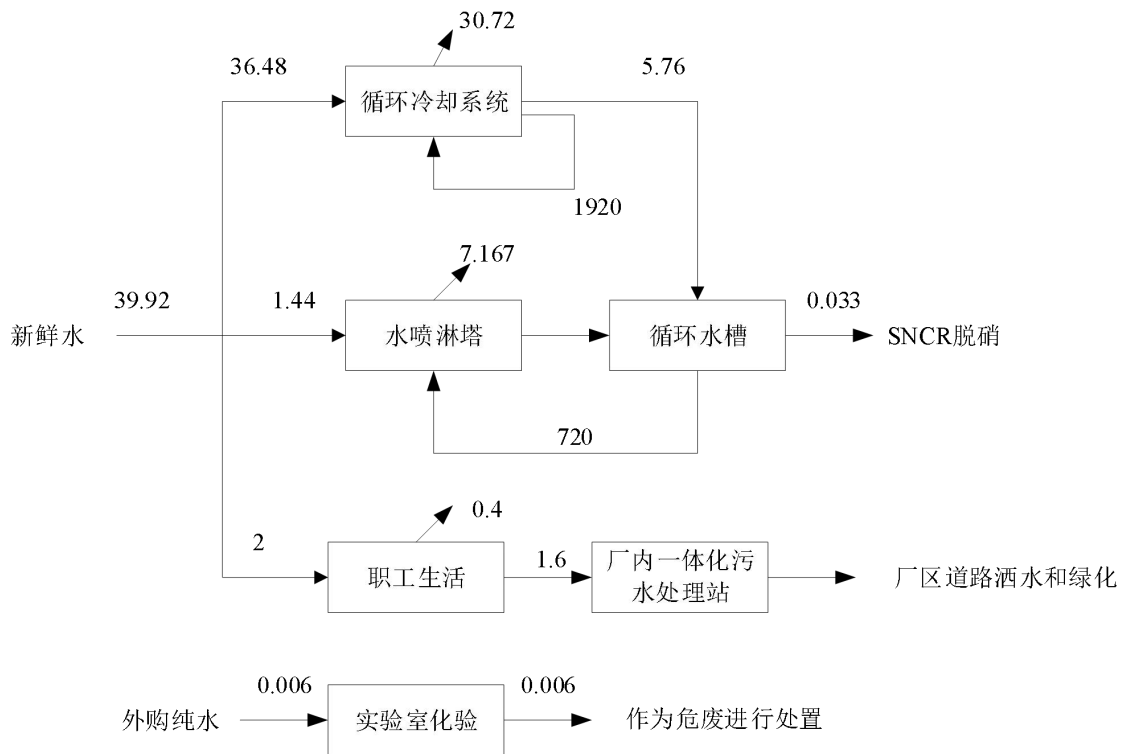 30.72
36.48
5.76
循环冷却系统
1920
7.167
39.92
1.44
0.033
新鲜水
水喷淋塔
循环水槽
SNCR脱硝
720
0.4
2
1.6
职工生活
厂内一体化污
水处理站
厂区道路洒水和绿化
0.006
0.006
外购纯水
实验室化验
作为危废进行处置